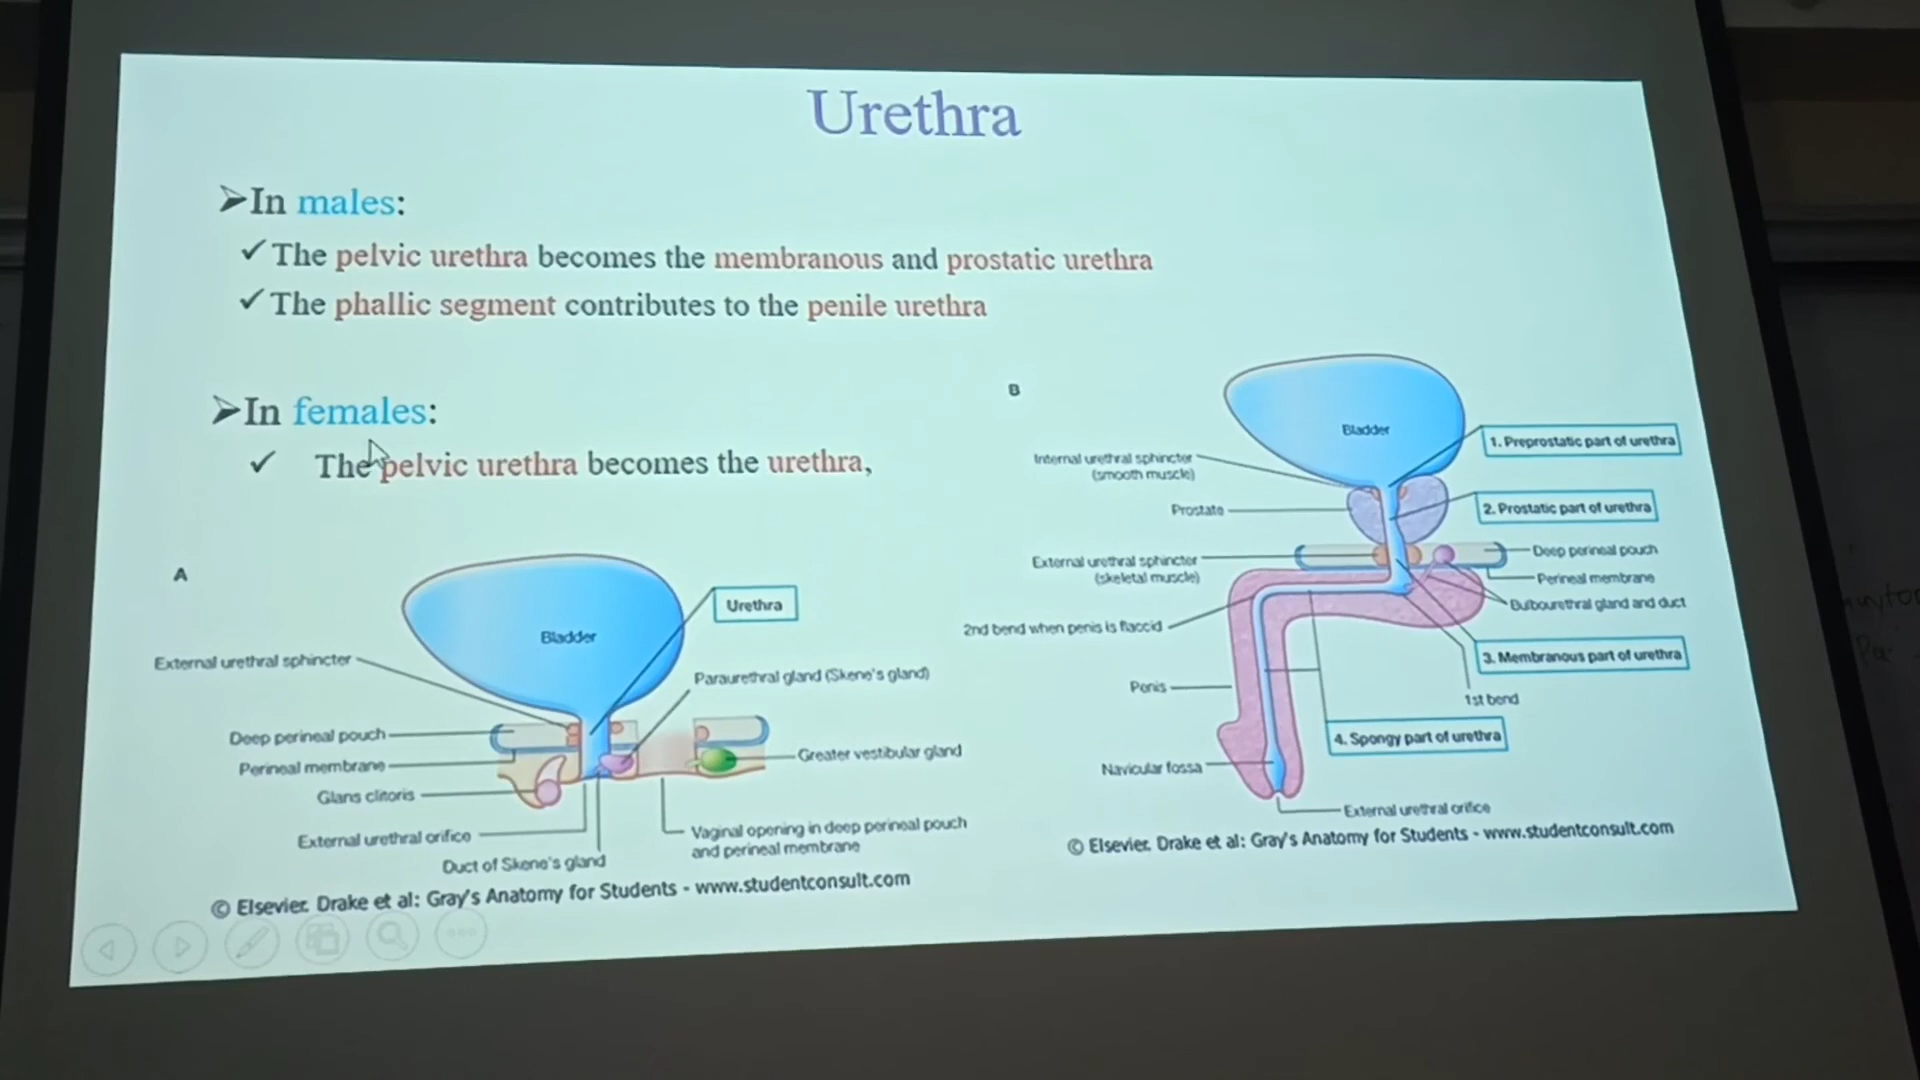 Urethra
➢In males:
✓The pelvic urethra becomes the membranous and prostatic urethra
✓The phallic segment contributes to the penile urethra
➢In females:
✓ The pelvic urethra becomes the urethra,
A
Bladder
Urethra
External urethral sphincter
Paraurethral gland (Skene's gland)
Deep perineal pouch
Greater vestibular gland
Perineal membrane
Glans clitoris
External urethral orifice
Vaginal opening in deep perineal pouch
and perineal membrane
Duct of Skene's gland
© Elsevier. Drake et al: Gray's Anatomy for Students - www.studentconsult.com
B
Bladder
1. Preprostatic part of urethra
Internal urethral sphincter
(smooth muscle)
Prostate
2. Prostatic part of urethra
External urethral sphincter
(skeletal muscle)
Deep perineal pouch
Perineal membrane
Bulbourethral gland and duct
2nd bend when penis is flaccid
3. Membranous part of urethra
Penis
1st bend
4. Spongy part of urethra
Navicular fossa
External urethral orifice
© Elsevier. Drake et al: Gray's Anatomy for Students - www.studentconsult.com